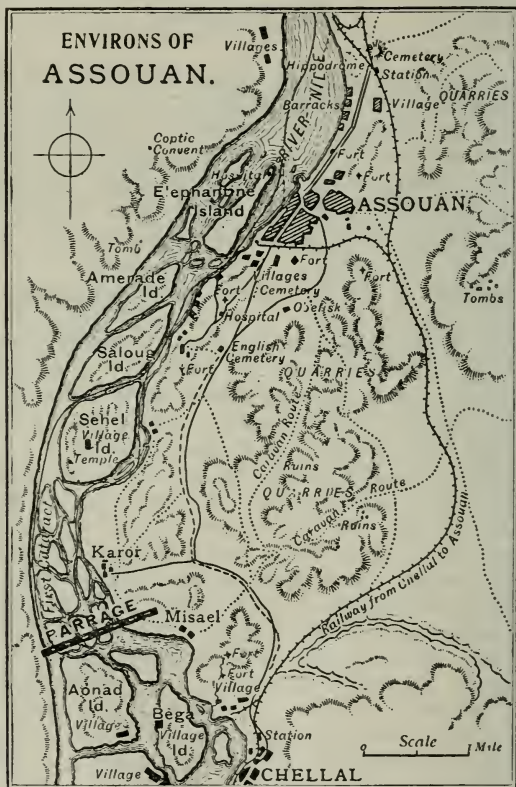 ENVIRONS OF
ASSOUAN.
Villages
Hippodrome
Cemetery
Station
QUARRIES
Barracks
Village
RIVER NILE
Coptic
Convent
Hospital
Fort
Fort
Elephantine
Island
ASSOUAN.
Tomb
Amerade
Id.
Fort
Villages
Cemetery
Fort
Tombs
Fort
Hospital
Obelisk
Saloug
Id.
English
Cemetery
Fort
QUARRIES
Caravan Route
Sehel
Village
Id.
Temple
Ruins
QUARRIES
Caravan Route
Ruins
First Cataract
Karor
Railway from Chellal to Assouan
BARRAGE
Misael
Fort
Fort
Village
Aonad
Id.
Village
Bèga
Village
Id.
Station
Scale
1 Mile
Village
CHELLAL